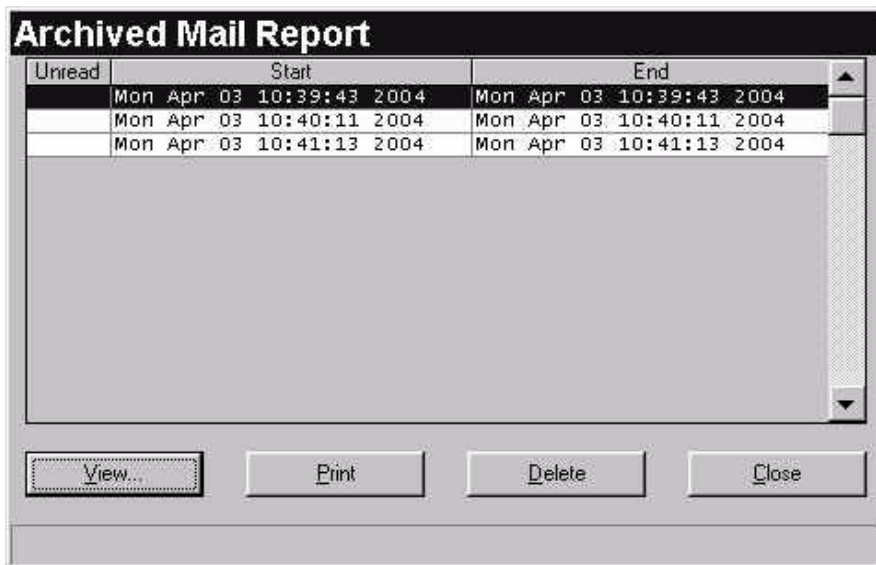 Archived Mail Report
Unread Start End
Mon Apr 03 10:39:43 2004 Mon Apr 03 10:39:43 2004
Mon Apr 03 10:40:11 2004 Mon Apr 03 10:40:11 2004
Mon Apr 03 10:41:13 2004 Mon Apr 03 10:41:13 2004
View... Print Delete Close